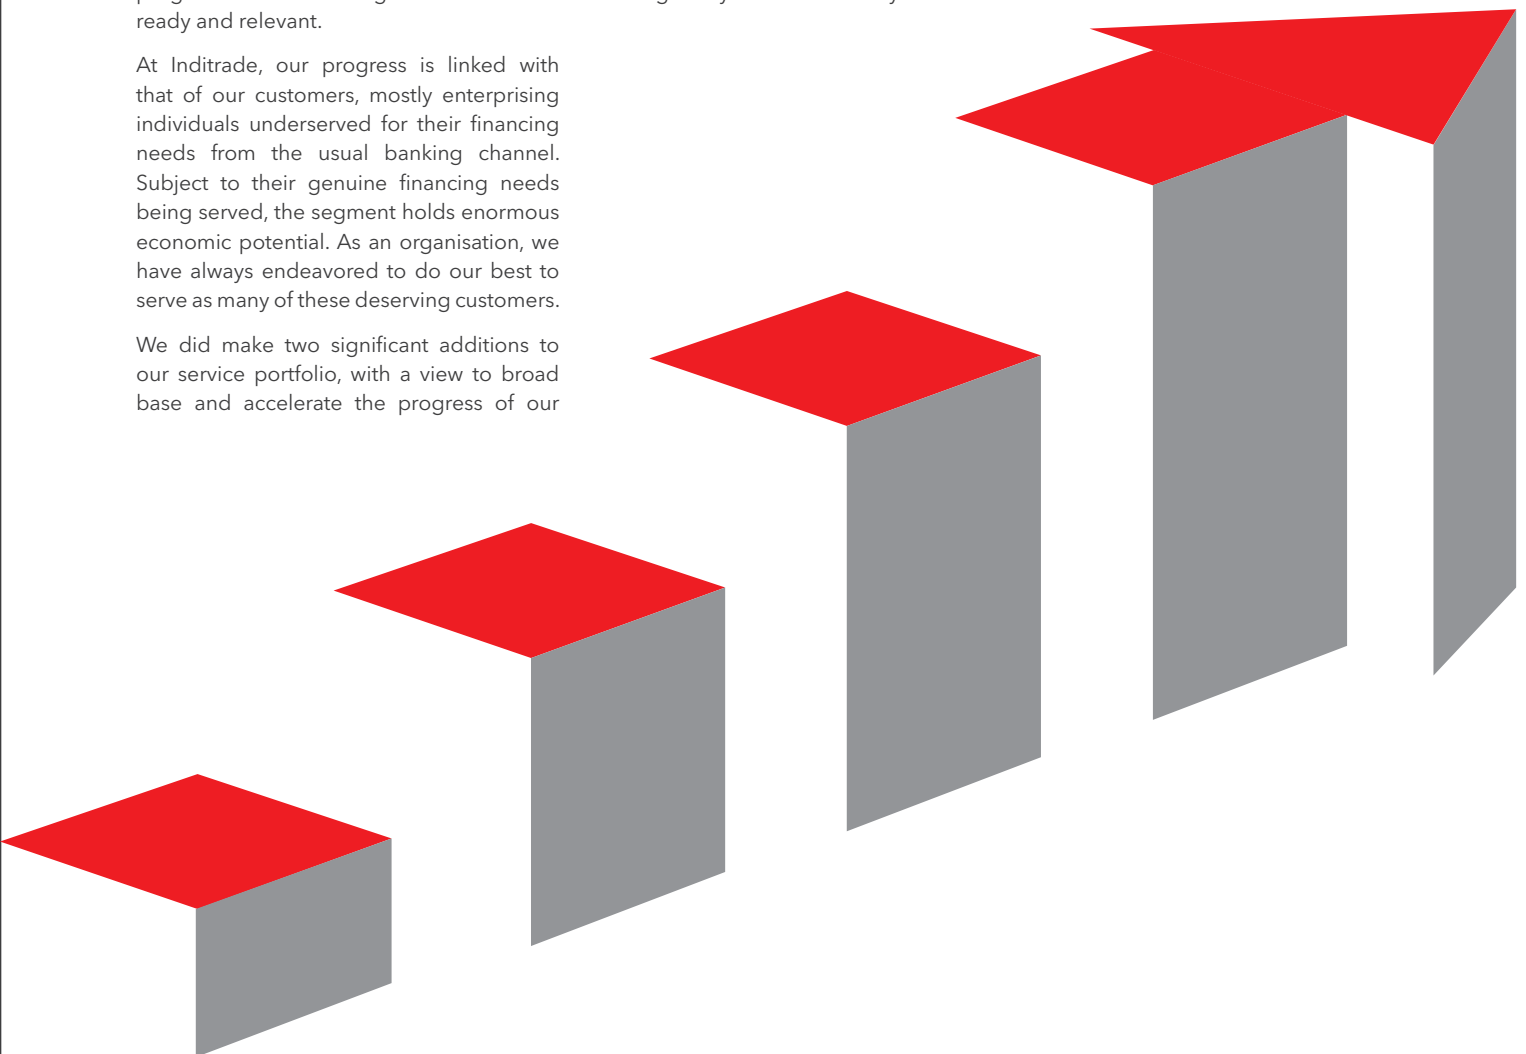 ready and relevant.
At Inditrade, our progress is linked with
that of our customers, mostly enterprising
individuals underserved for their financing
needs from the usual banking channel.
Subject to their genuine financing needs
being served, the segment holds enormous
economic potential. As an organisation, we
have always endeavored to do our best to
serve as many of these deserving customers.
We did make two significant additions to
our service portfolio, with a view to broad
base and accelerate the progress of our